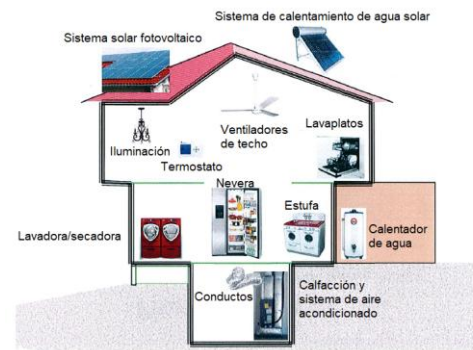 Sistema de calentamiento de agua solar
Sistema solar fotovoltaico
Iluminación
Termostato
Ventiladores
de techo
Lavaplatos
Nevera
Lavadora/secadora
Estufa
Calentador
de agua
Conductos
Calfacción y
sistema de aire
acondicionado